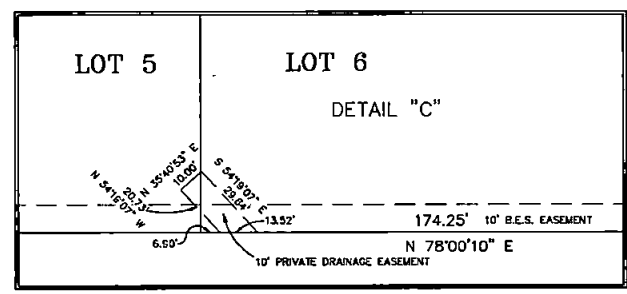 LOT 5
LOT 6
DETAIL "C"
N 35°40'53" E
10.00'
S 54°19'07" E
29.64'
20.73'
N 54°16'07" W
13.52'
174.25' 10' B.E.S. EASEMENT
6.90'
N 78°00'10" E
10' PRIVATE DRAINAGE EASEMENT